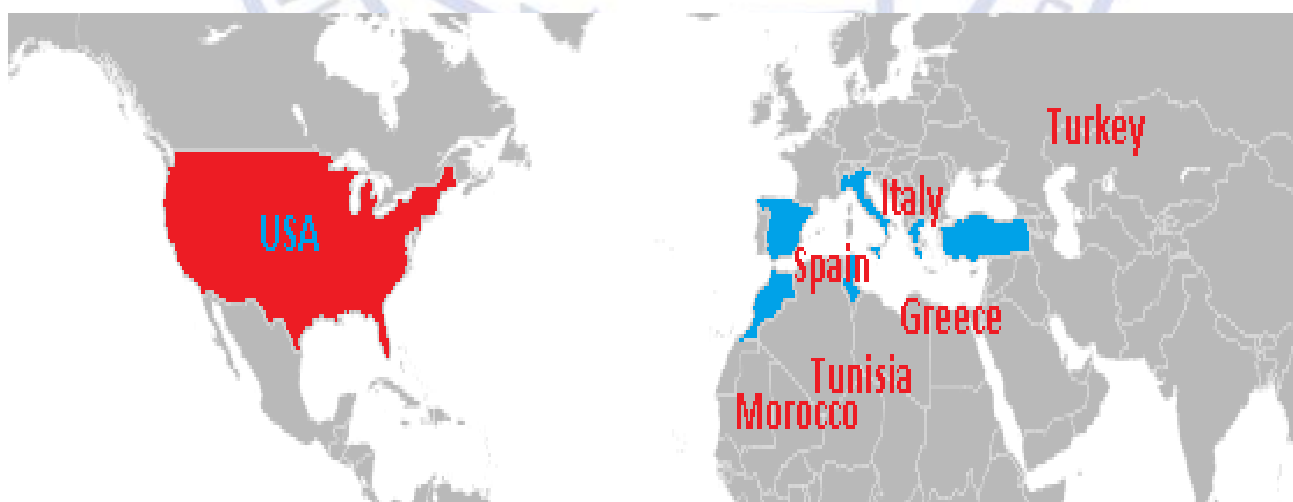 USA
Turkey
Italy
Spain
Greece
Tunisia
Morocco